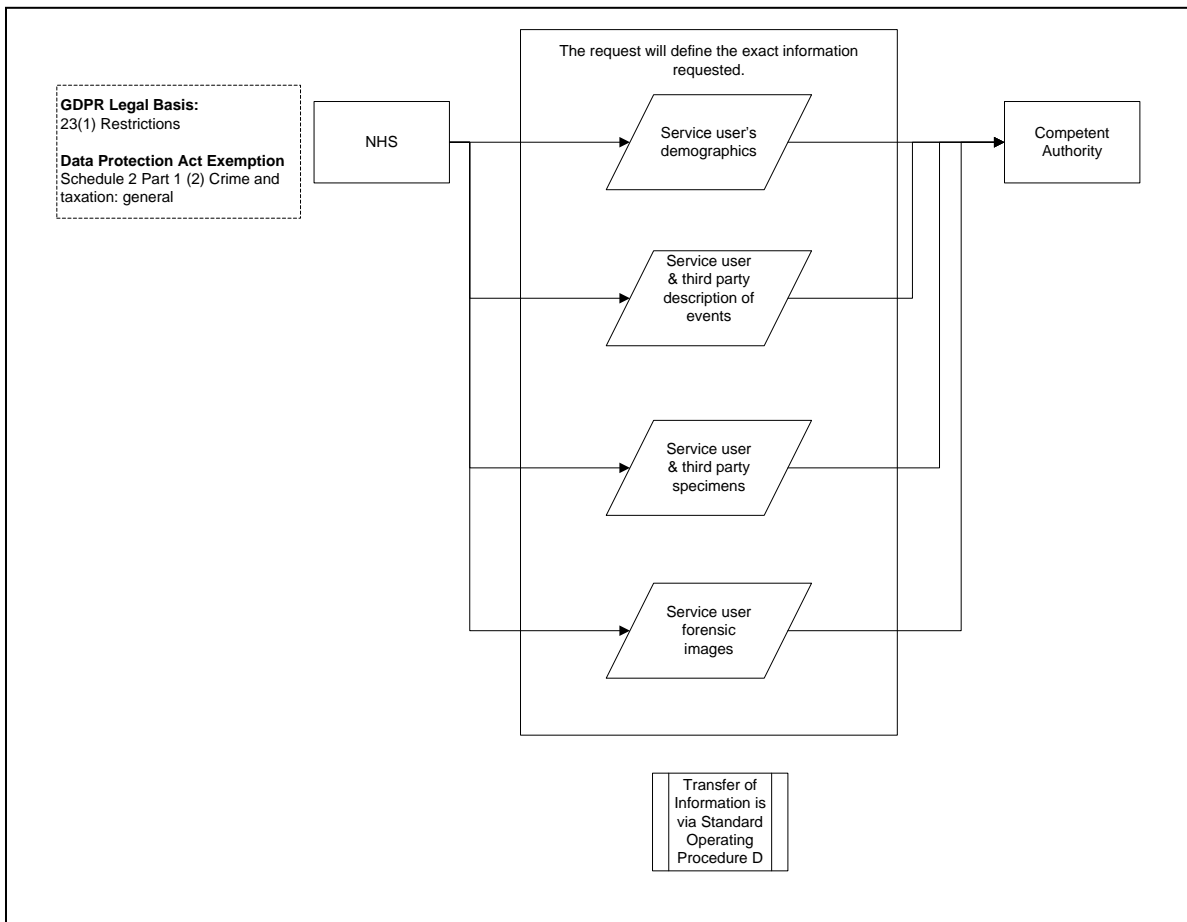 The request will define the exact information
requested.
GDPR Legal Basis:
23(1) Restrictions
Data Protection Act Exemption
Schedule 2 Part 1 (2) Crime and
taxation: general
NHS
Service user's
demographics
Competent
Authority
Service user
& third party
description of
events
Service user
& third party
specimens
Service user
forensic
images
Transfer of
Information is
via Standard
Operating
Procedure D